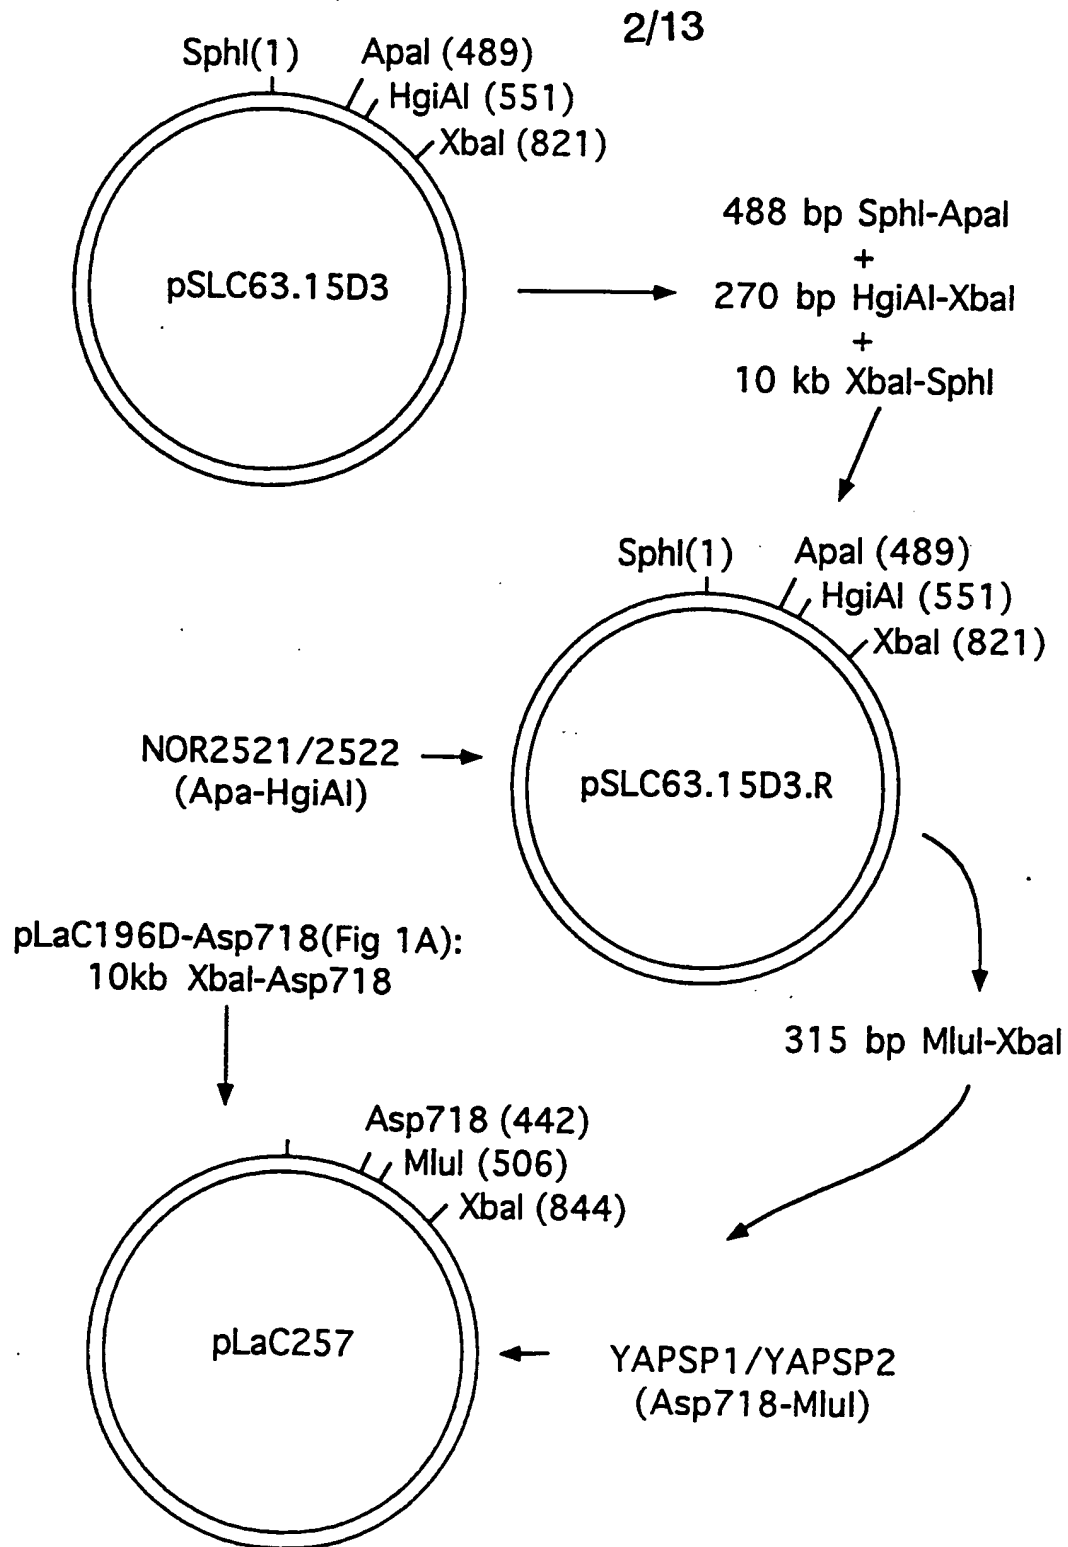 2/13
SphI(1)
ApaI (489)
HgiAI (551)
XbaI (821)
pSLC63.15D3
488 bp SphI-ApaI
+
270 bp HgiAI-XbaI
+
10 kb XbaI-SphI
SphI(1)
ApaI (489)
HgiAI (551)
XbaI (821)
NOR2521/2522
(Apa-HgiAI)
pSLC63.15D3.R
pLaC196D-Asp718(Fig 1A):
10kb XbaI-Asp718
315 bp MluI-XbaI
Asp718 (442)
MluI (506)
XbaI (844)
pLaC257
YAPSP1/YAPSP2
(Asp718-MluI)